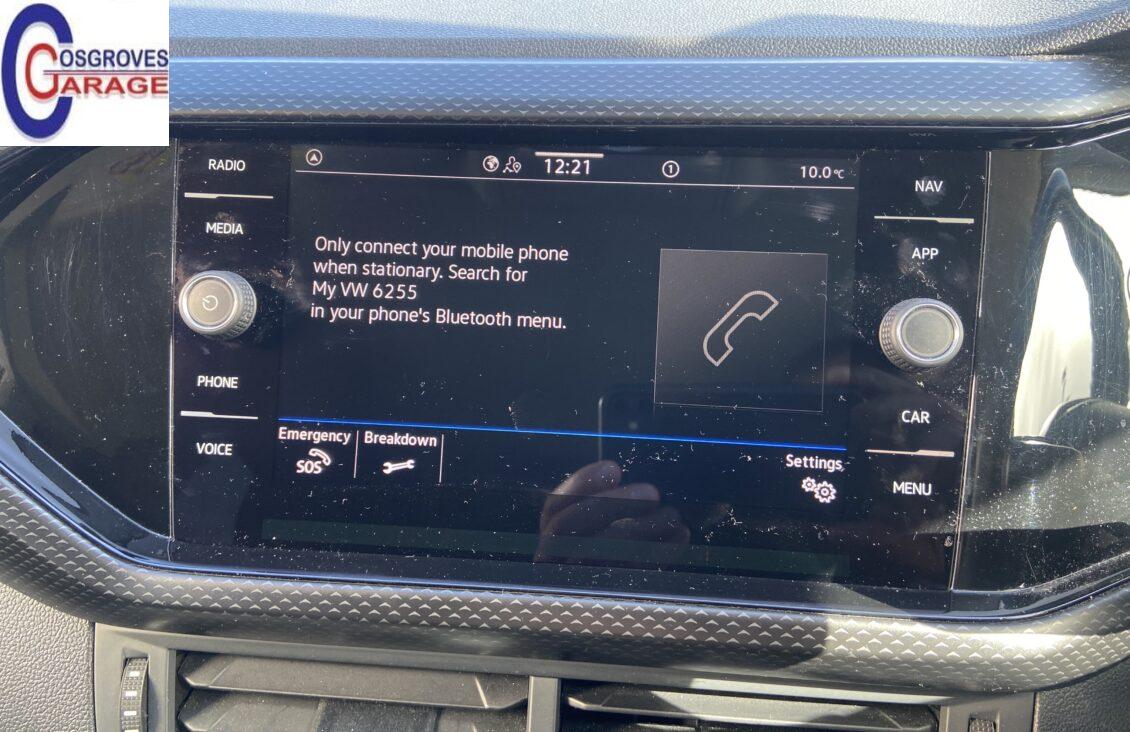 COSGROVES
GARAGE
RADIO
MEDIA
PHONE
VOICE
12:21
1
10.0°C
Only connect your mobile phone
when stationary. Search for
My VW 6255
in your phone's Bluetooth menu.
Emergency
SOS
Breakdown
Settings
NAV
APP
CAR
MENU